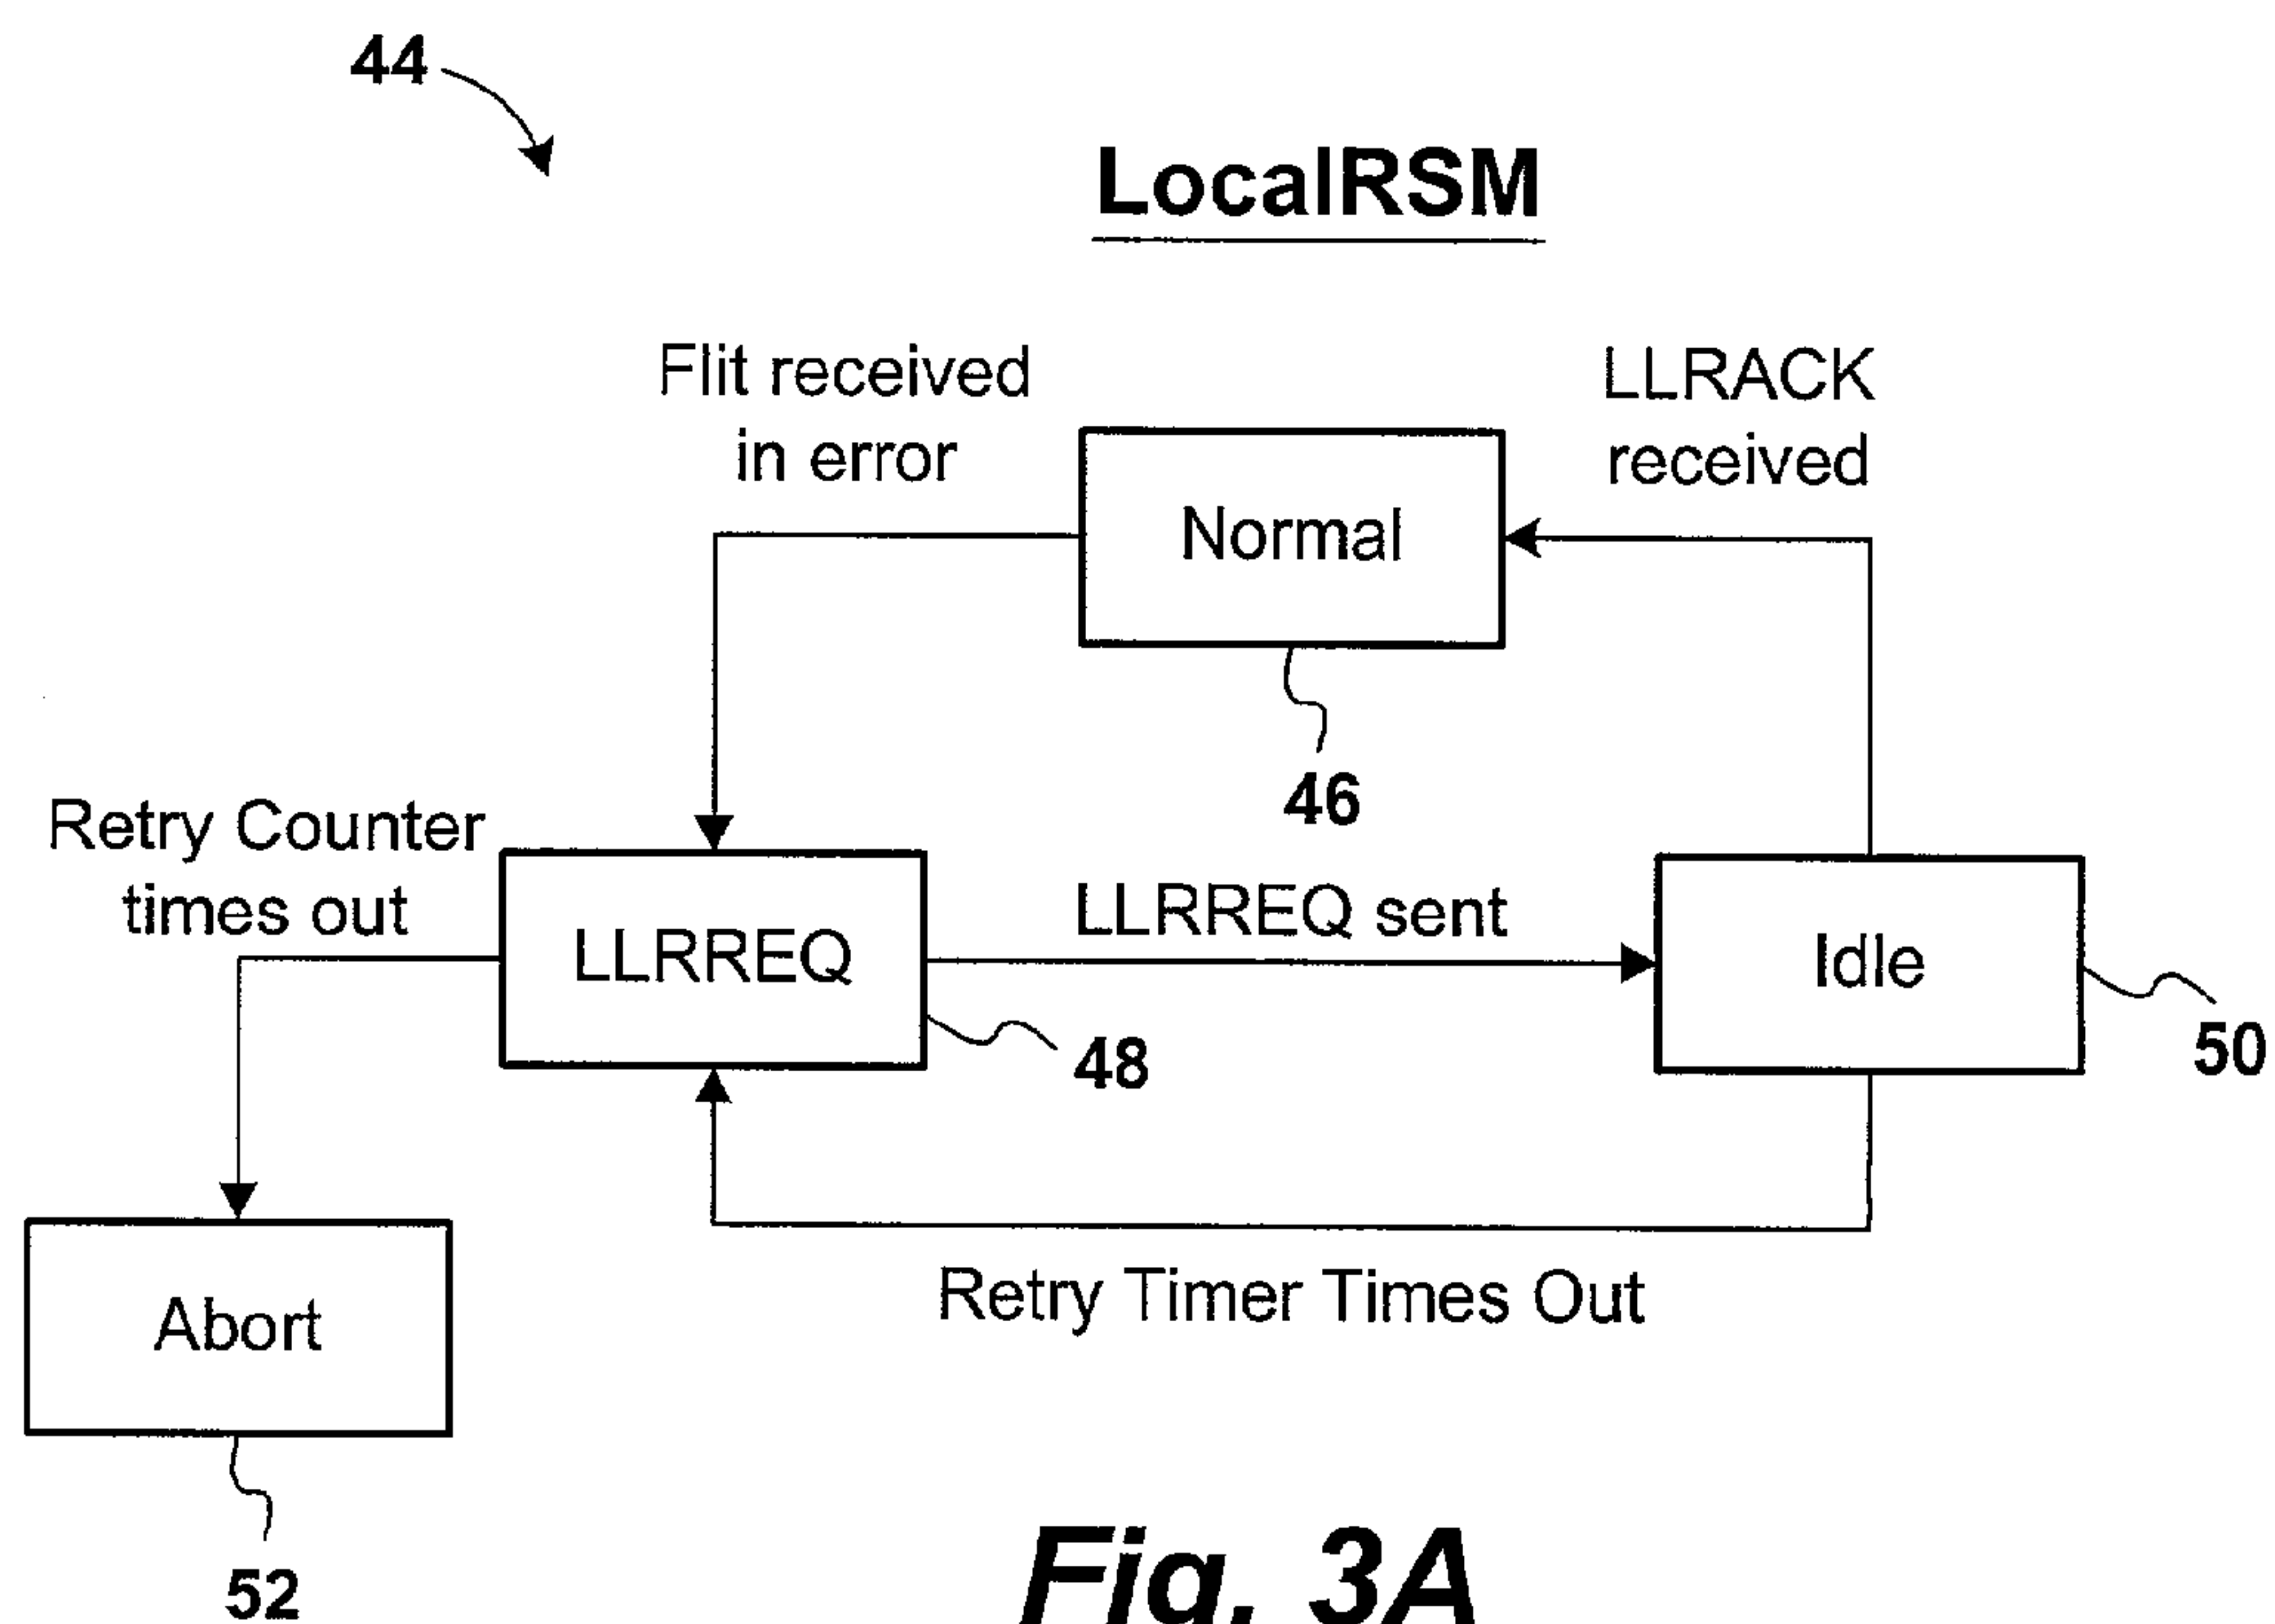 44
LocalRSM
Flit received
in error
LLRACK
received
Normal
46
Retry Counter
times out
LLRREQ
LLRREQ sent
Idle
48
50
Retry Timer Times Out
Abort
52
Fig. 3A